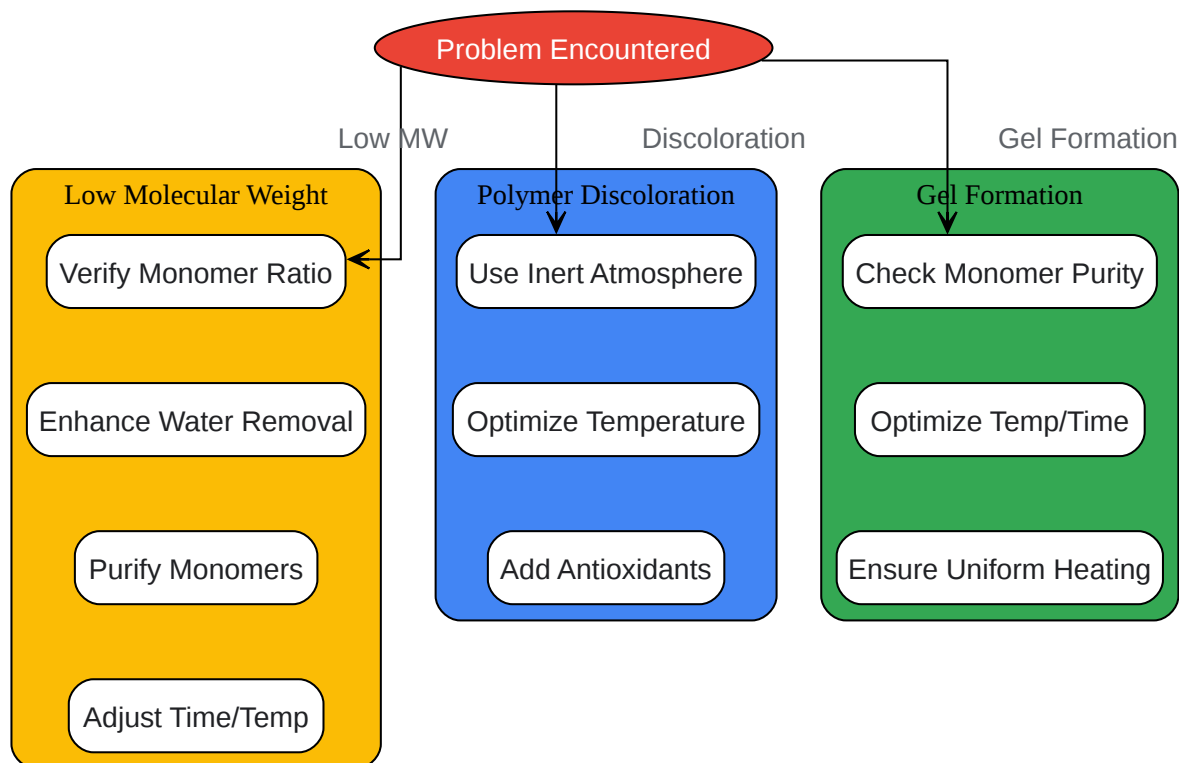 Problem Encountered
Low MW
Discoloration
Gel Formation
Low Molecular Weight
Verify Monomer Ratio
Enhance Water Removal
Purify Monomers
Adjust Time/Temp
Polymer Discoloration
Use Inert Atmosphere
Optimize Temperature
Add Antioxidants
Gel Formation
Check Monomer Purity
Optimize Temp/Time
Ensure Uniform Heating